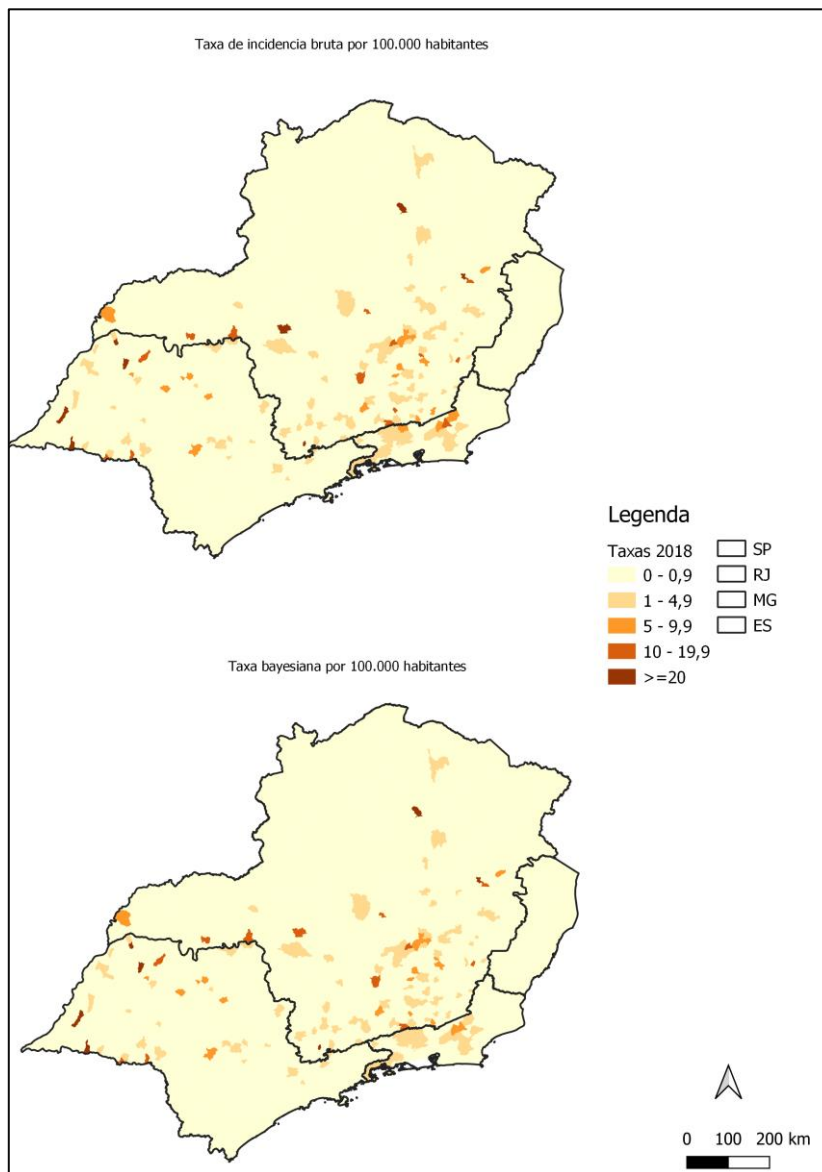 Taxa de incidencia bruta por 100.000 habitantes
Legenda
Taxas 2018
0 - 0,9
1 - 4,9
5 - 9,9
10 - 19,9
>=20
SP
RJ
MG
ES
Taxa bayesiana por 100.000 habitantes
0 100 200 km